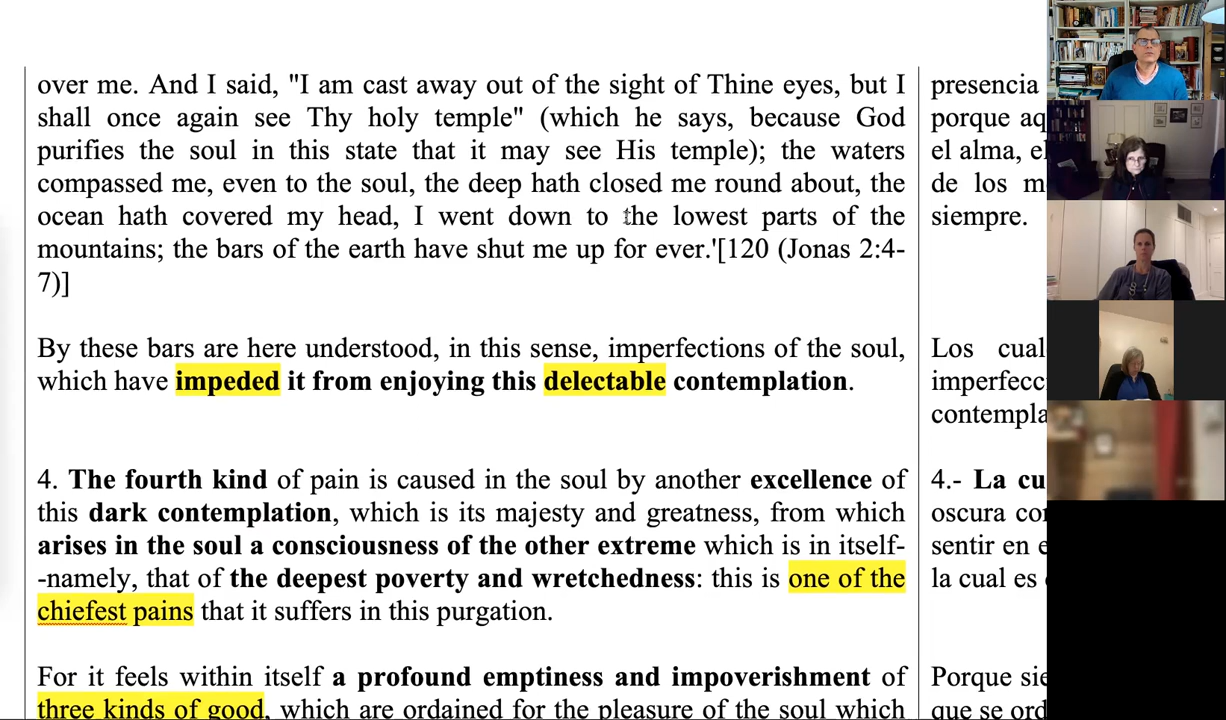 over me. And I said, "I am cast away out of the sight of Thine eyes, but I
shall once again see Thy holy temple" (which he says, because God
purifies the soul in this state that it may see His temple); the waters
compassed me, even to the soul, the deep hath closed me round about, the
ocean hath covered my head, I went down to the lowest parts of the
mountains; the bars of the earth have shut me up for ever.'[120 (Jonas 2:4-
7)]
By these bars are here understood, in this sense, imperfections of the soul,
which have impeded it from enjoying this delectable contemplation.
4. The fourth kind of pain is caused in the soul by another excellence of
this dark contemplation, which is its majesty and greatness, from which
arises in the soul a consciousness of the other extreme which is in itself-
-namely, that of the deepest poverty and wretchedness: this is one of the
chiefest pains that it suffers in this purgation.
For it feels within itself a profound emptiness and impoverishment of
three kinds of good, which are ordained for the pleasure of the soul which
presencia
porque aq
el alma, el
de los m
siempre.
Los cual
imperfecc
contempla
4.- La cu
oscura con
sentir en e
la cual es
Porque sie
que se ord